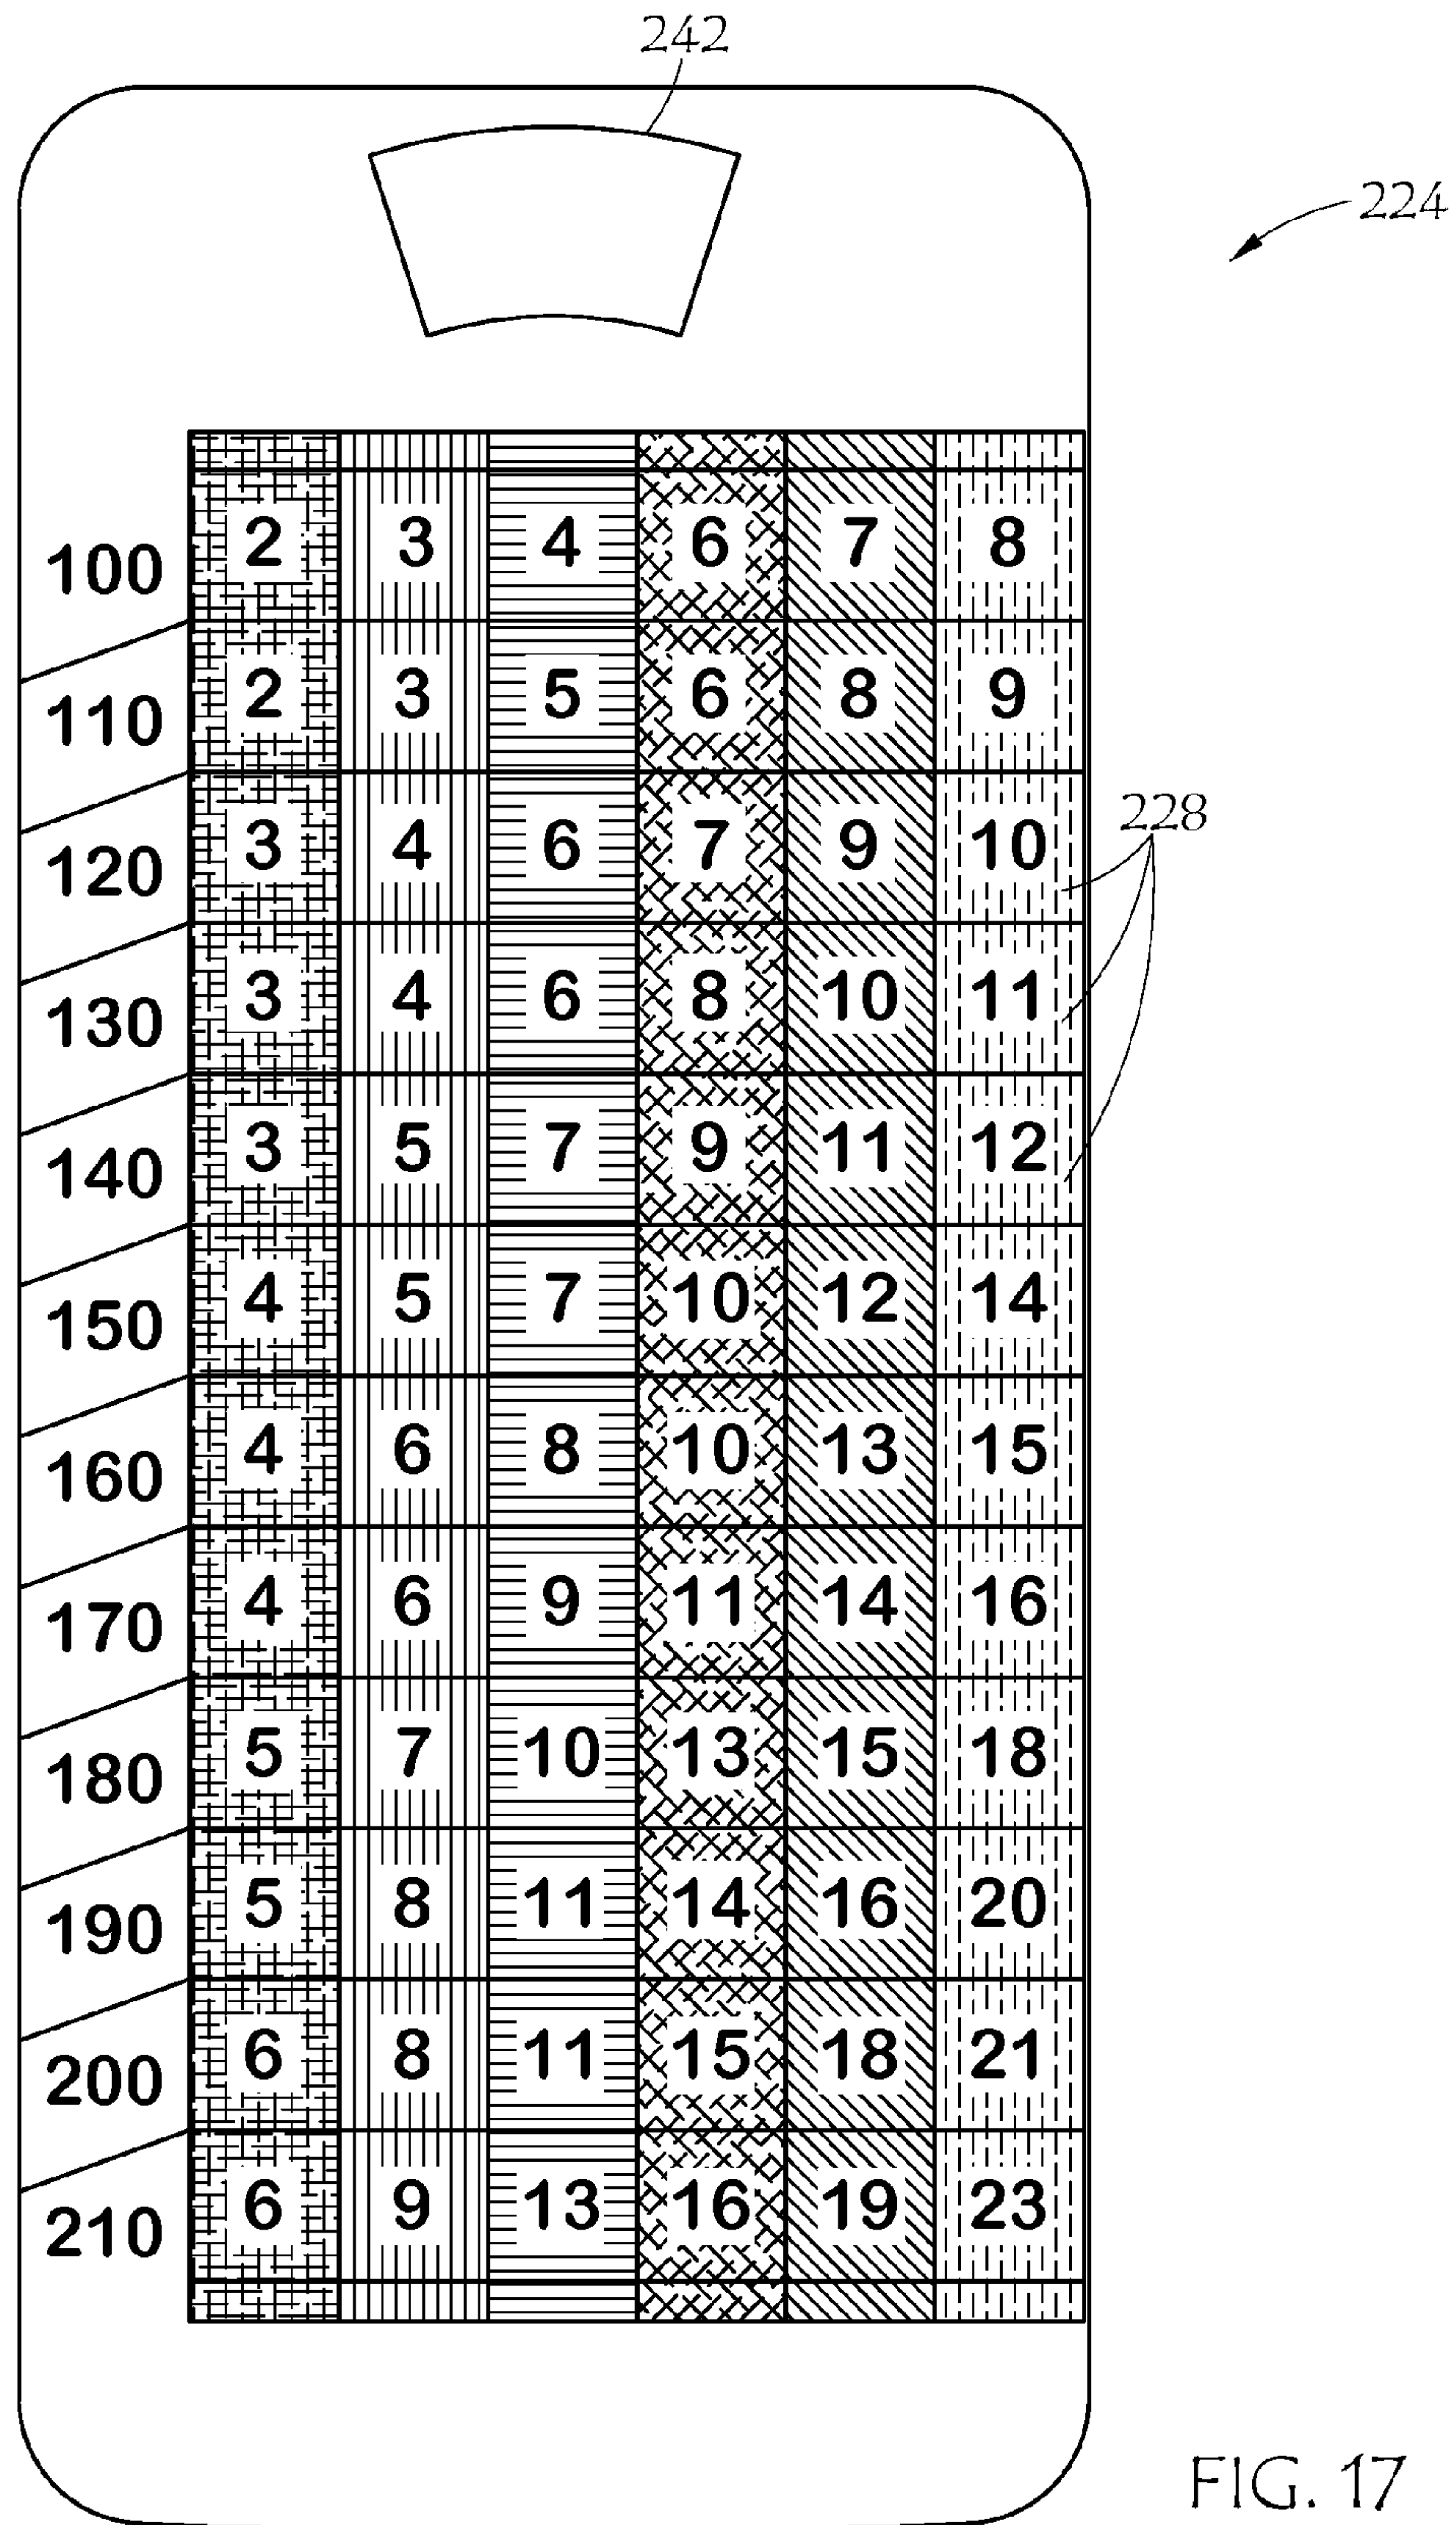 242
224
100 2 3 4 6 7 8
110 2 3 5 6 8 9
228
120 3 4 6 7 9 10
130 3 4 6 8 10 11
140 3 5 7 9 11 12
150 4 5 7 10 12 14
160 4 6 8 10 13 15
170 4 6 9 11 14 16
180 5 7 10 13 15 18
190 5 8 11 14 16 20
200 6 8 11 15 18 21
210 6 9 13 16 19 23
FIG. 17